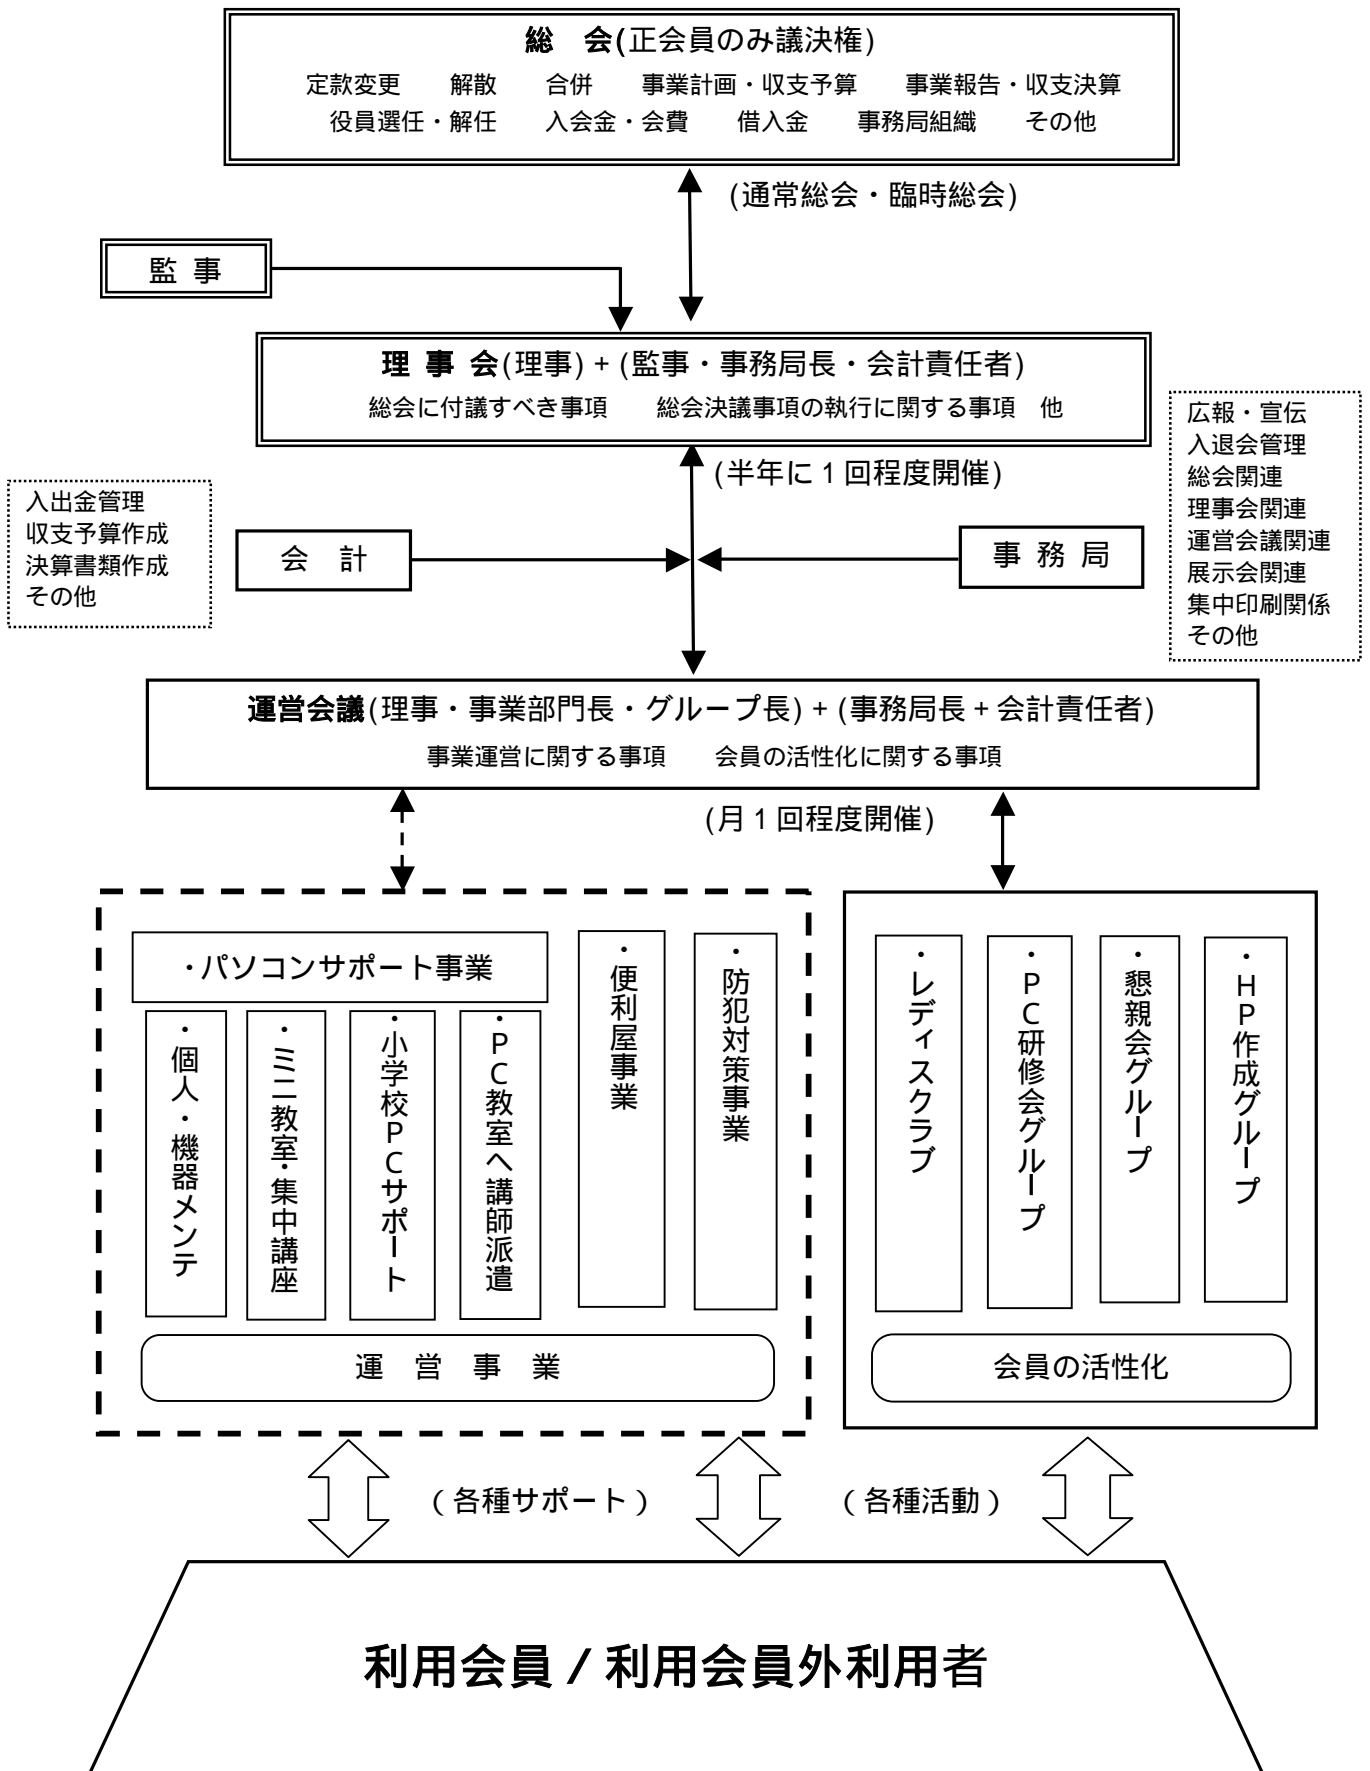 総　会(正会員のみ議決権)
定款変更　　解散　　合併　　事業計画・収支予算　　事業報告・収支決算
役員選任・解任　　入会金・会費　　借入金　　事務局組織　　その他
(通常総会・臨時総会)
監 事
理 事 会(理事)+(監事・事務局長・会計責任者)
総会に付議すべき事項　　総会決議事項の執行に関する事項　他
(半年に1回程度開催)
入出金管理
収支予算作成
決算書類作成
その他
会　計
事 務 局
広報・宣伝
入退会管理
総会関連
理事会関連
運営会議関連
展示会関連
集中印刷関係
その他
運営会議(理事・事業部門長・グループ長)+(事務局長+会計責任者)
事業運営に関する事項　　会員の活性化に関する事項
(月1回程度開催)
・パソコンサポート事業
・個人・機器メンテ
・ミニ教室・集中講座
・小学校PCサポート
・PC教室へ講師派遣
・便利屋事業
・防犯対策事業
運　営　事　業
・レディスクラブ
・PC研修会グループ
・懇親会グループ
・HP作成グループ
会員の活性化
(各種サポート)
(各種活動)
利用会員/利用会員外利用者